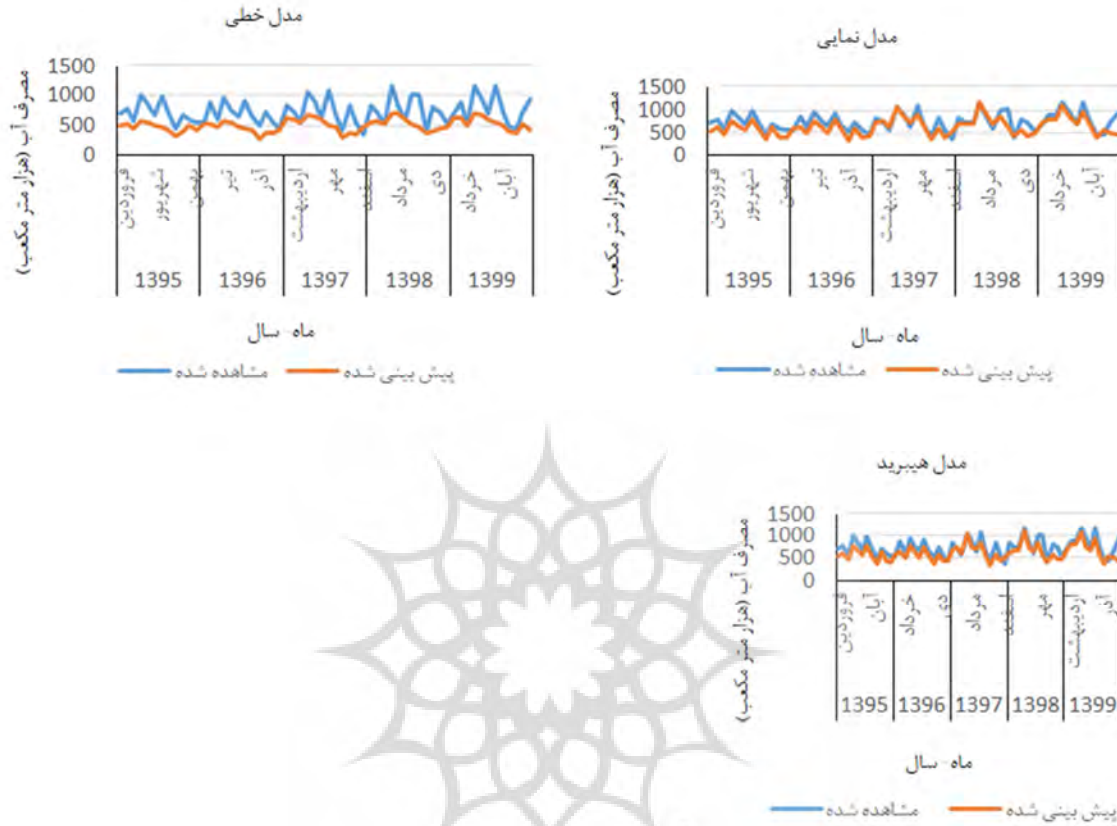 مدل خطی
مصرف آب (هزار متر مکعب)
1500
1000
500
0
فروردین
شهریور
بهمن
تیر
آذر
اردیبهشت
مهر
اسفند
مرداد
دی
خرداد
آبان
1395 1396 1397 1398 1399
ماه- سال
مشاهده شده پیش بینی شده
مدل نمایی
مصرف آب (هزار متر مکعب)
1500
1000
500
0
فروردین
شهریور
بهمن
تیر
آذر
اردیبهشت
مهر
اسفند
مرداد
دی
خرداد
آبان
1395 1396 1397 1398 1399
ماه- سال
مشاهده شده پیش بینی شده
مدل هیبرید
مصرف آب (هزار متر مکعب)
1500
1000
500
0
فروردین
آبان
خرداد
دی
مرداد
اسفند
مهر
اردیبهشت
آذر
1395 1396 1397 1398 1399
ماه- سال
مشاهده شده پیش بینی شده